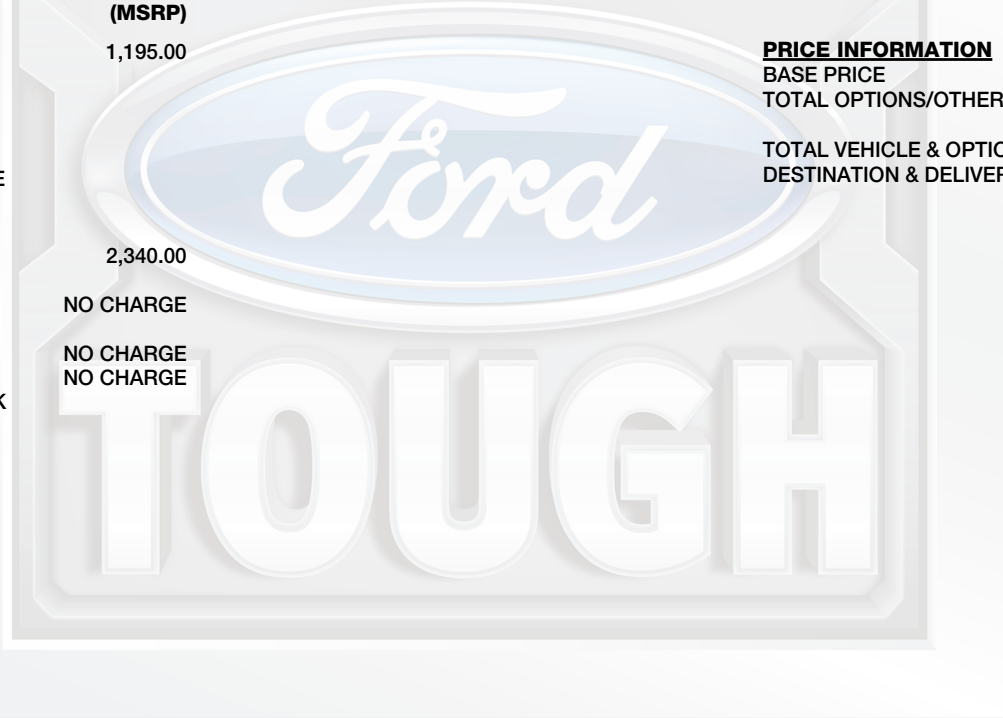 (MSRP)
1,195.00
E
2,340.00
NO CHARGE
NO CHARGE
NO CHARGE
K
PRICE INFORMATION
BASE PRICE
TOTAL OPTIONS/OTHER
TOTAL VEHICLE & OPTIO
DESTINATION & DELIVER
Ford
TOUGH